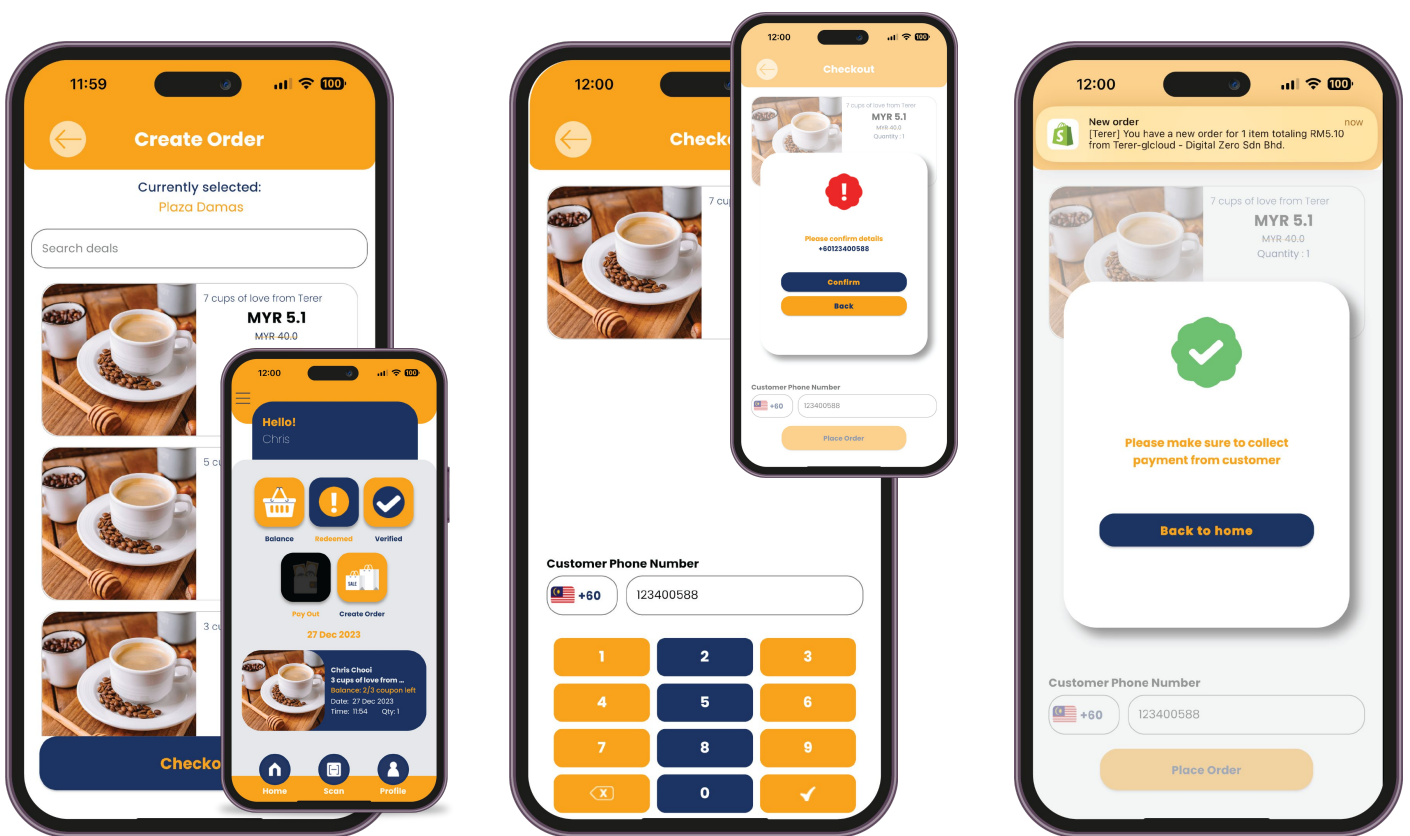 11:59
100
Create Order
Currently selected:
Plaza Damas
Search deals
7 cups of love from Terer
MYR 5.1
MYR 40.0
5 cu
3 cu
Checko
12:00
100
Hello!
Chris
Balance
Redeemed
Verified
SALE
Pay Out
Create Order
27 Dec 2023
Chris Chooi
3 cups of love from ...
Balance: 2/3 coupon left
Date: 27 Dec 2023
Time: 11:54 Qty: 1
Home
Scan
Profile
12:00
Check
7 cu
Customer Phone Number
+60
123400588
1 2 3
4 5 6
7 8 9
X 0
12:00
100
Checkout
7 cups of love from Terer
MYR 5.1
MYR 40.0
Quantity : 1
!
Please confirm details
+60123400588
Confirm
Back
Customer Phone Number
+60
123400588
Place Order
12:00
100
New order
now
[Terer] You have a new order for 1 item totaling RM5.10
from Terer-glcloud - Digital Zero Sdn Bhd.
7 cups of love from Terer
MYR 5.1
MYR 40.0
Quantity : 1
Please make sure to collect
payment from customer
Back to home
Customer Phone Number
+60
123400588
Place Order